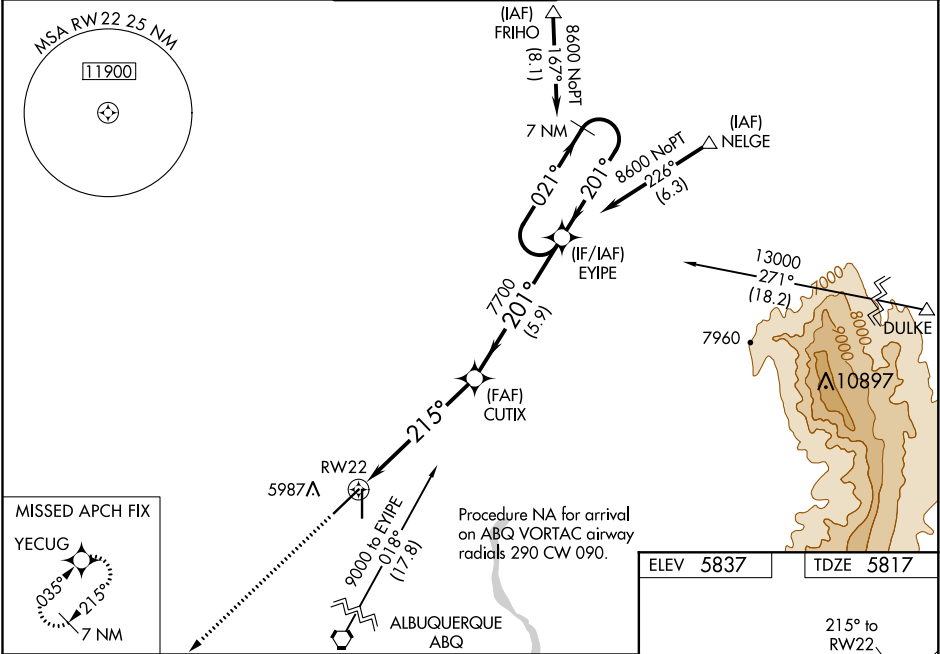 MSA RW 22 25 NM
11900
(IAF)
FRIHO
8600 NoPT
167°
(8.1)
7 NM
021°
201°
(IAF)
NELGE
8600 NoPT
226°
(6.3)
(IF/IAF)
EYIPE
7700
201°
(5.9)
13000
271°
(18.2)
DULKE
7000
8000
9000
7960
10897
(FAF)
CUTIX
215°
RW22
5987
MISSED APCH FIX
YECUG
035°
215°
7 NM
9000 to EYIPE
018°
(17.8)
ALBUQUERQUE
ABQ
Procedure NA for arrival
on ABQ VORTAC airway
radials 290 CW 090.
ELEV 5837
TDZE 5817
215° to
RW22